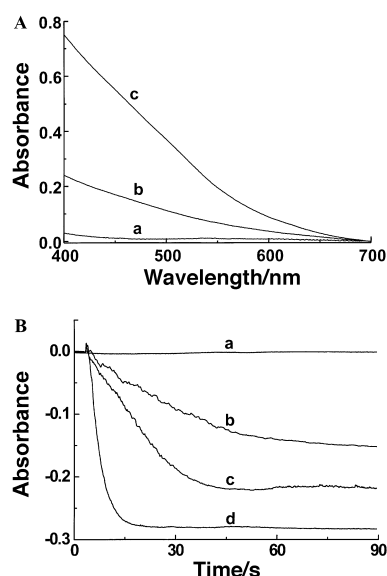 A
0.8
0.6
0.4
0.2
0.0
Absorbance
c
b
a
400 500 600 700
Wavelength/nm
B
0.0
-0.1
-0.2
-0.3
Absorbance
a
b
c
d
0 30 60 90
Time/s